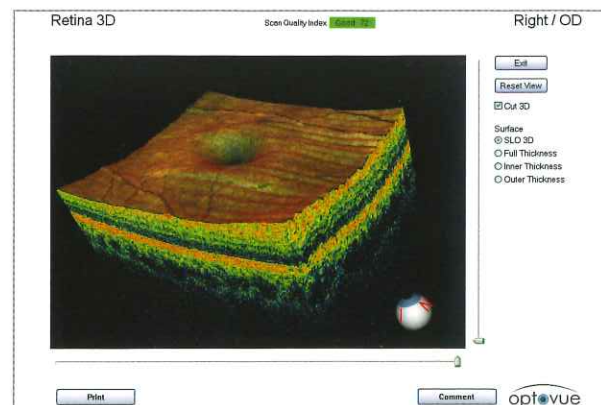 Retina 3D
Scan Quality Index Good 72
Right / OD
Exit
Reset View
Cut 3D
Surface
SLO 3D
Full Thickness
Inner Thickness
Outer Thickness
Print
Comment
optovue